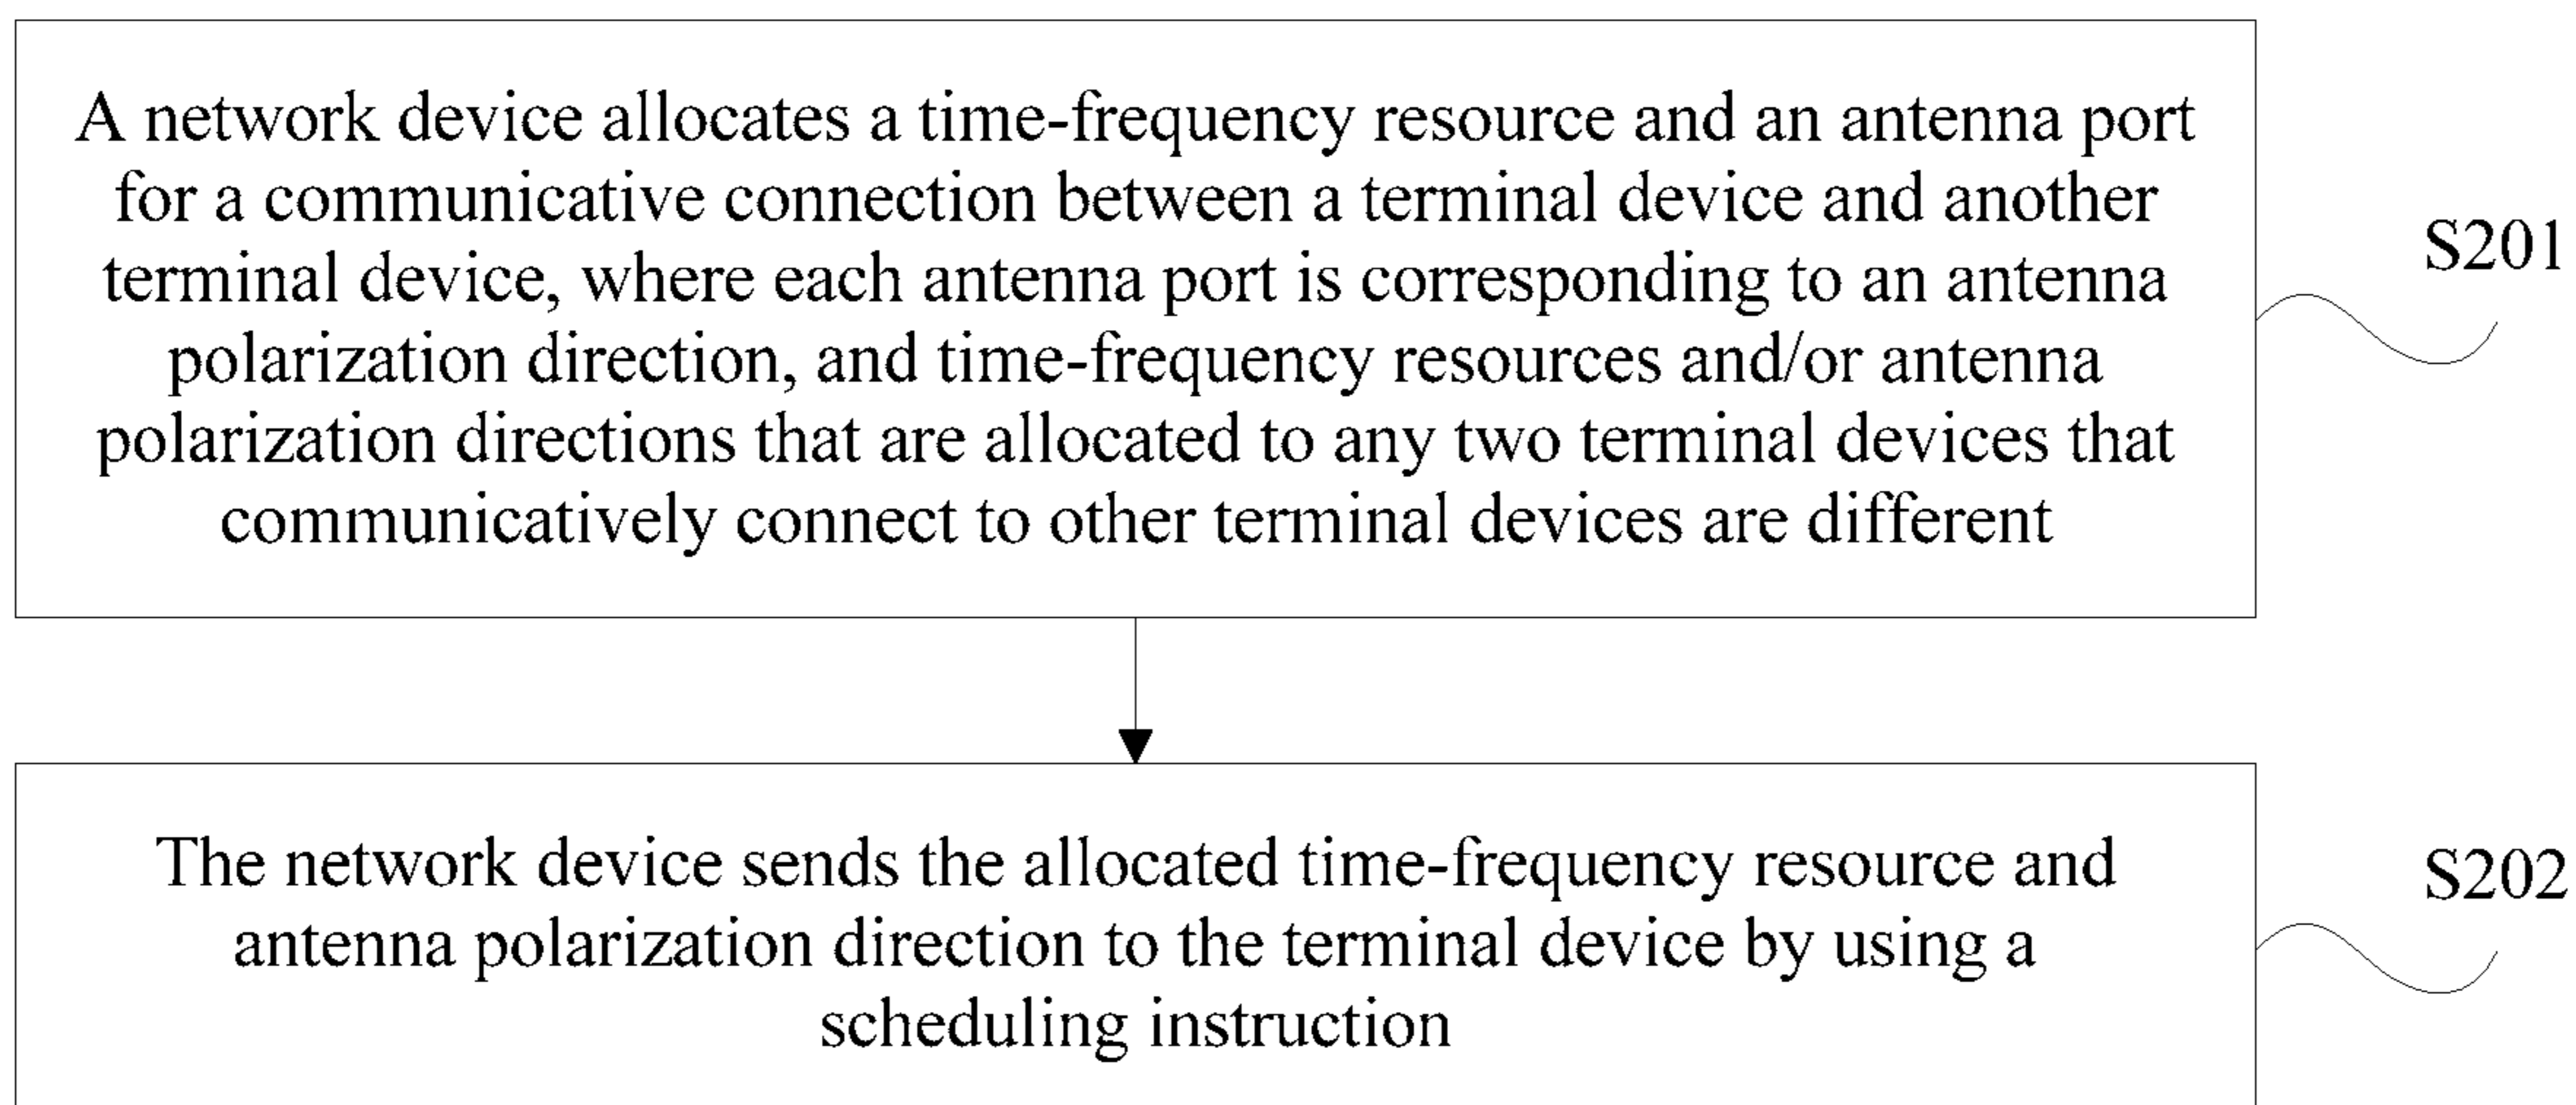 A network device allocates a time-frequency resource and an antenna port
for a communicative connection between a terminal device and another
terminal device, where each antenna port is corresponding to an antenna
polarization direction, and time-frequency resources and/or antenna
polarization directions that are allocated to any two terminal devices that
communicatively connect to other terminal devices are different
S201
The network device sends the allocated time-frequency resource and
antenna polarization direction to the terminal device by using a
scheduling instruction
S202